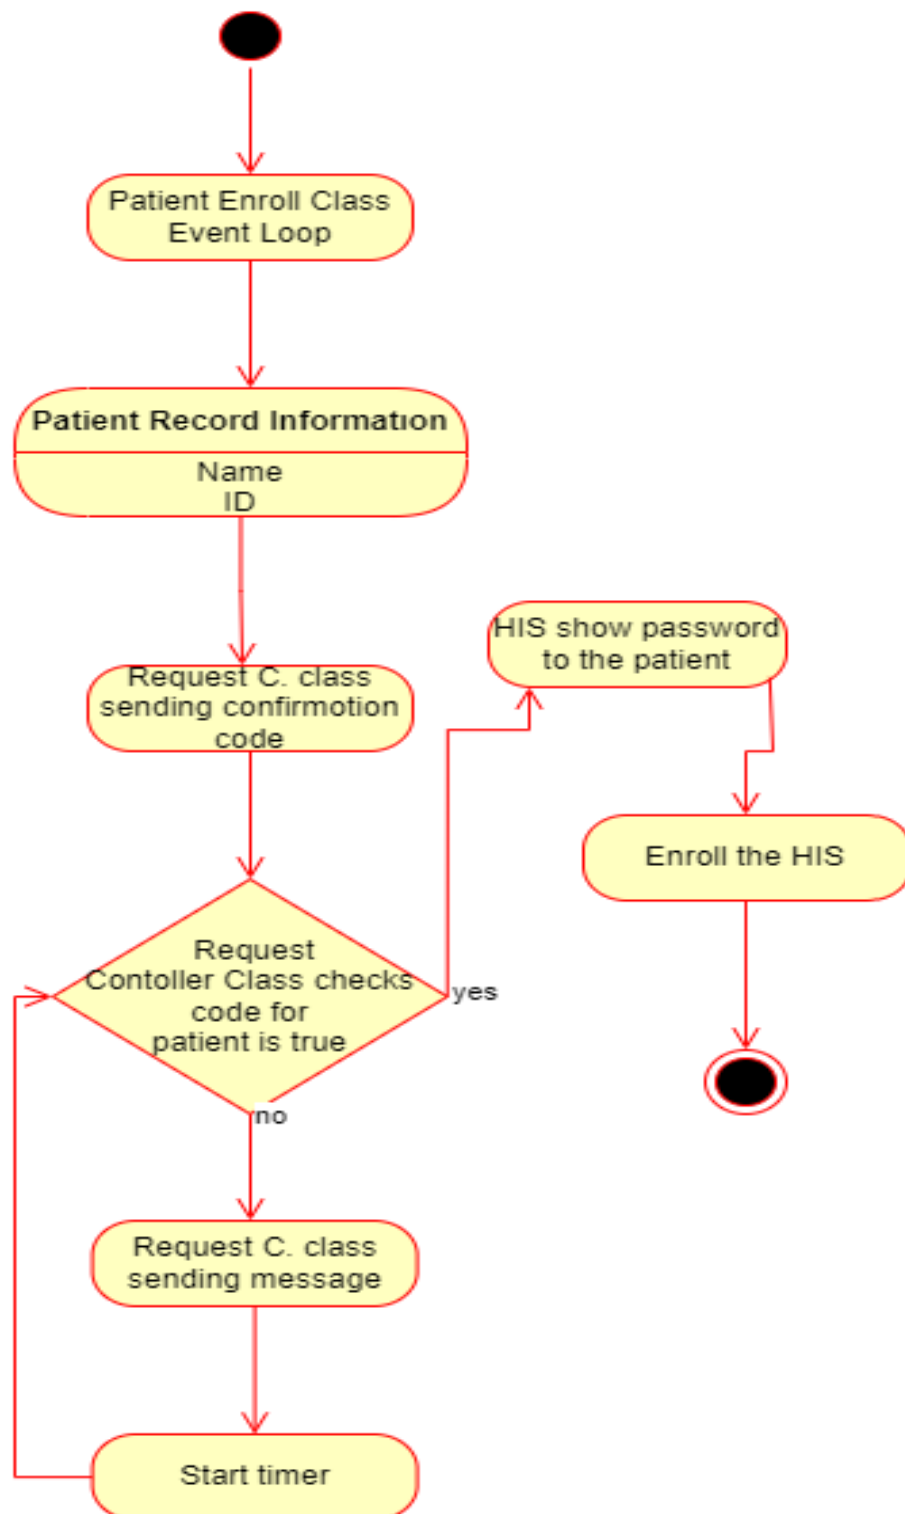 Patient Enroll Class
Event Loop
Patient Record Information
Name
ID
Request C. class
sending confirmotion
code
HIS show password
to the patient
Enroll the HIS
Request
Contoller Class checks
code for
patient is true
yes
no
Request C. class
sending message
Start timer